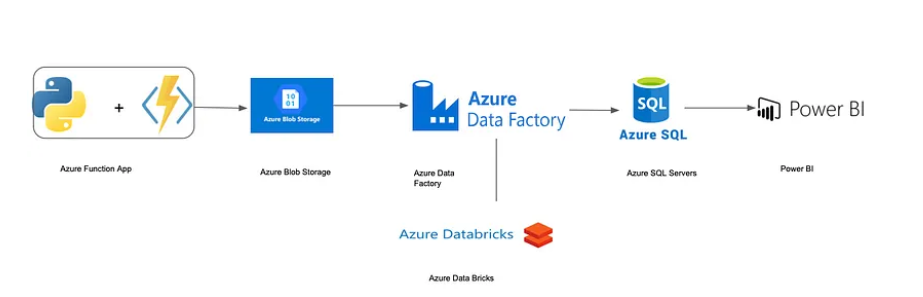 +
10
01
Azure Blob Storage
Azure
Data Factory
SQL
Azure SQL
Power BI
Azure Function App
Azure Blob Storage
Azure Data
Factory
Azure SQL Servers
Power BI
Azure Databricks
Azure Data Bricks